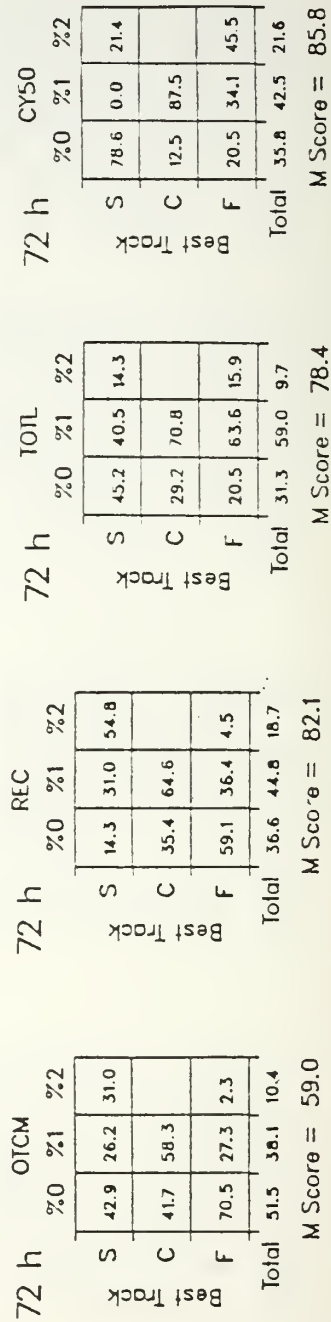 72 h OTCM
%0 %1 %2
S 42.9 26.2 31.0
C 41.7 58.3
F 70.5 27.3 2.3
Best Track
Total 51.5 38.1 10.4
M Score = 59.0
72 h REC
%0 %1 %2
S 14.3 31.0 54.8
C 35.4 64.6
F 59.1 36.4 4.5
Best Track
Total 36.6 44.8 18.7
M Score = 82.1
72 h TOTL
%0 %1 %2
S 45.2 40.5 14.3
C 29.2 70.8
F 20.5 63.6 15.9
Best Track
Total 31.3 59.0 9.7
M Score = 78.4
72 h CY50
%0 %1 %2
S 78.6 0.0 21.4
C 12.5 87.5
F 20.5 34.1 45.5
Best Track
Total 35.8 42.5 21.6
M Score = 85.8